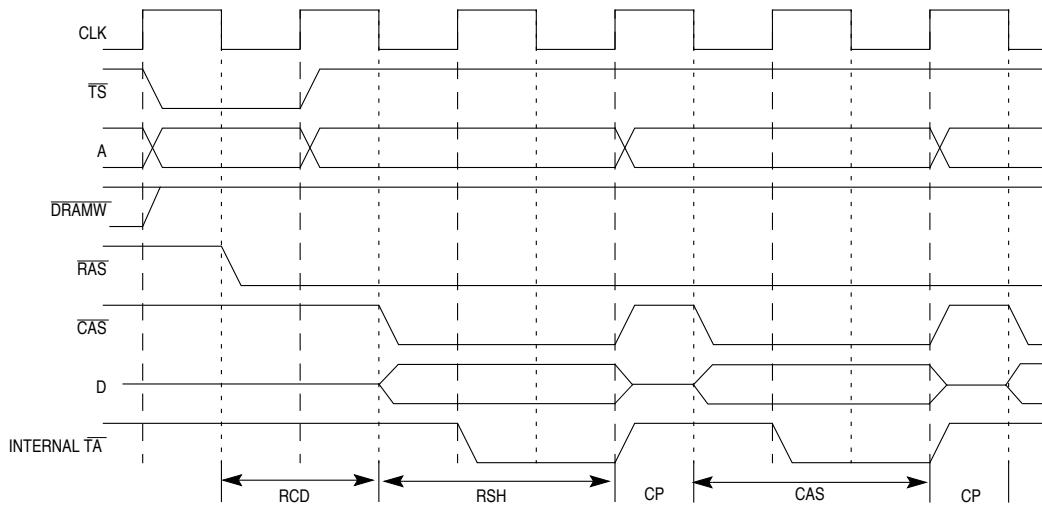 CLK
TS
A
DRAMW
RAS
CAS
D
INTERNAL TA
RCD RSH CP CAS CP